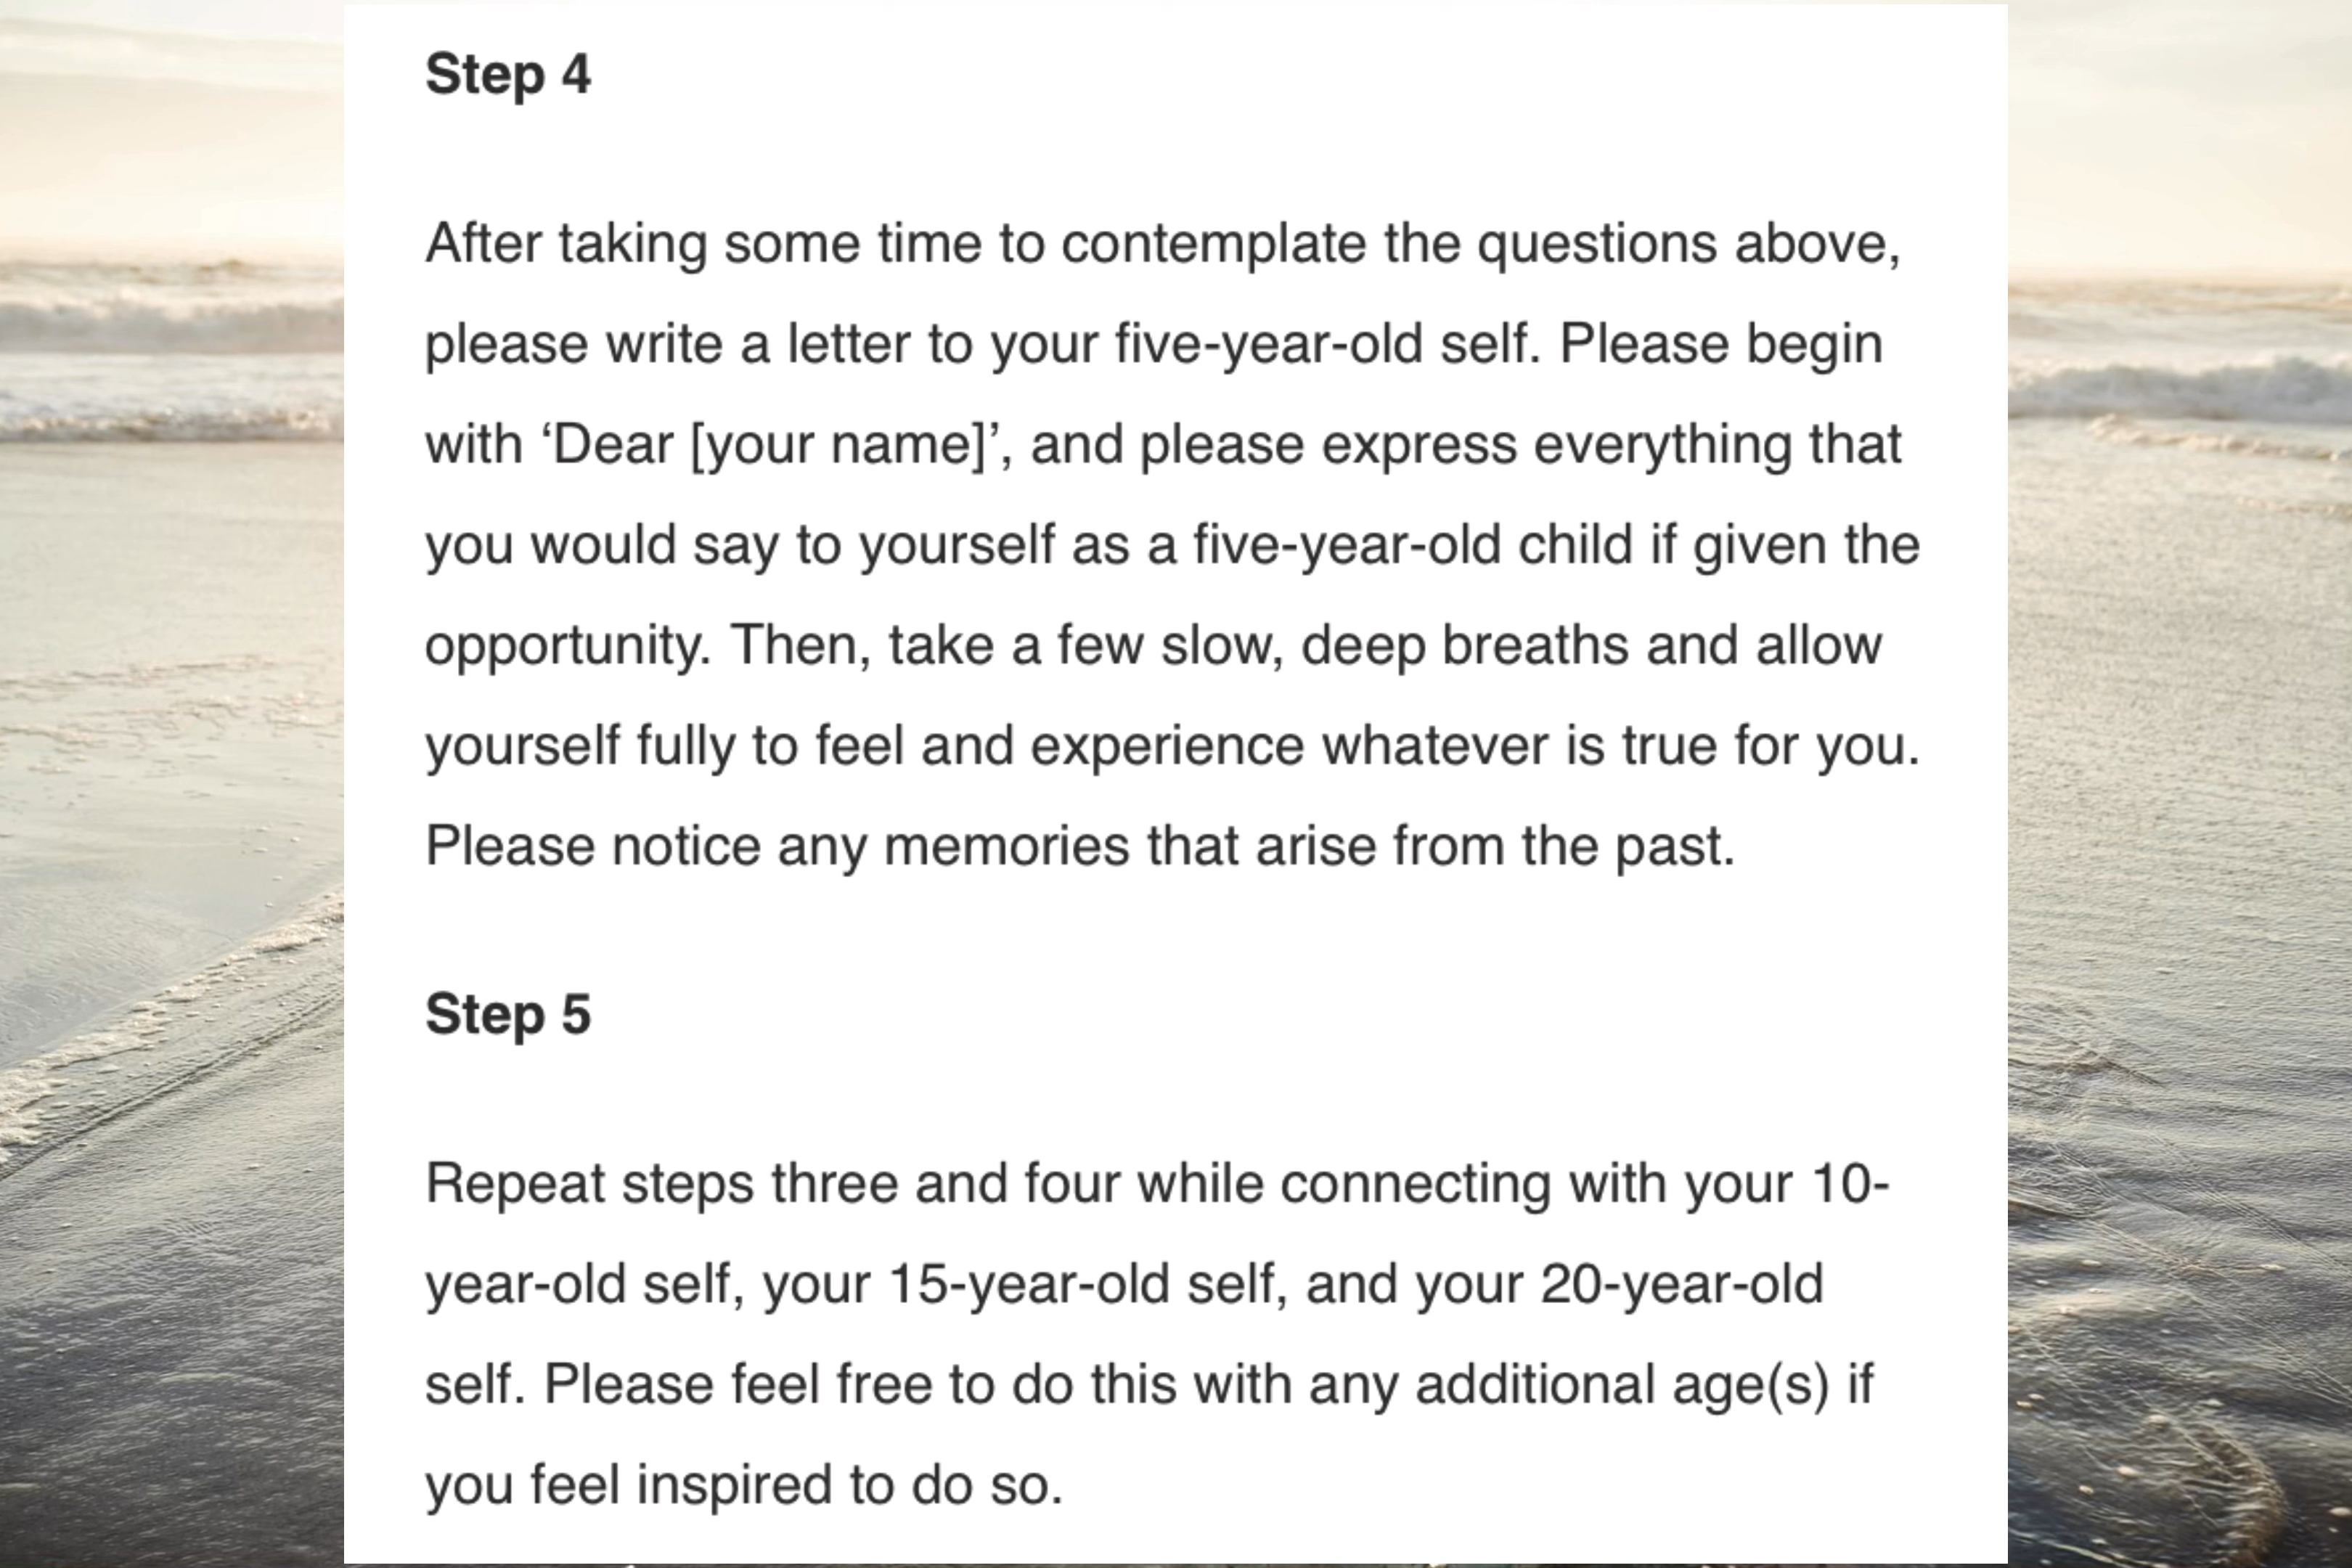 Step 4
After taking some time to contemplate the questions above,
please write a letter to your five-year-old self. Please begin
with ‘Dear [your name]’, and please express everything that
you would say to yourself as a five-year-old child if given the
opportunity. Then, take a few slow, deep breaths and allow
yourself fully to feel and experience whatever is true for you.
Please notice any memories that arise from the past.
Step 5
Repeat steps three and four while connecting with your 10-
year-old self, your 15-year-old self, and your 20-year-old
self. Please feel free to do this with any additional age(s) if
you feel inspired to do so.